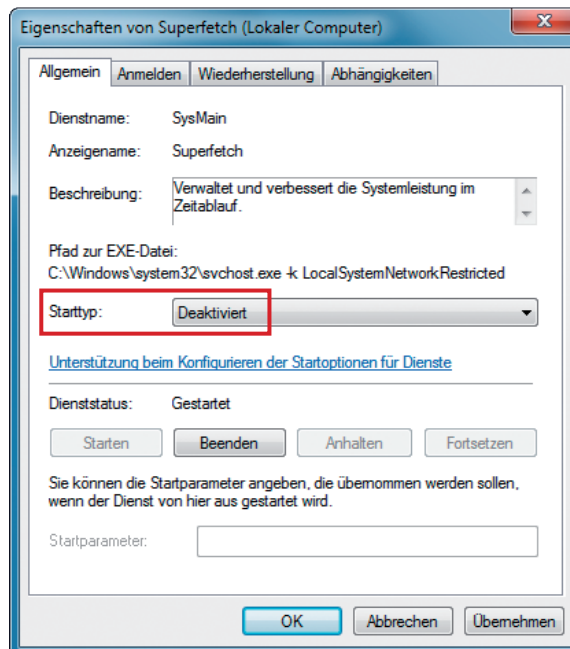 Eigenschaften von Superfetch (Lokaler Computer)
Allgemein Anmelden Wiederherstellung Abhängigkeiten
Dienstname: SysMain
Anzeigename: Superfetch
Beschreibung: Verwaltet und verbessert die Systemleistung im
Zeitablauf.
Pfad zur EXE-Datei:
C:\Windows\system32\svchost.exe -k LocalSystemNetworkRestricted
Starttyp: Deaktiviert
Unterstützung beim Konfigurieren der Startoptionen für Dienste
Dienststatus: Gestartet
Starten Beenden Anhalten Fortsetzen
Sie können die Startparameter angeben, die übernommen werden sollen,
wenn der Dienst von hier aus gestartet wird.
Startparameter:
OK Abbrechen Übernehmen